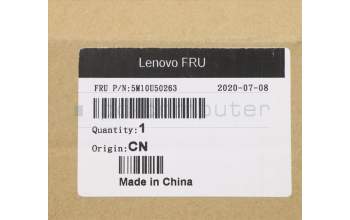 Lenovo FRU
FRU P/N:5M10U50263 2020-07-08
Quantity:1
Origin:CN
Made in China